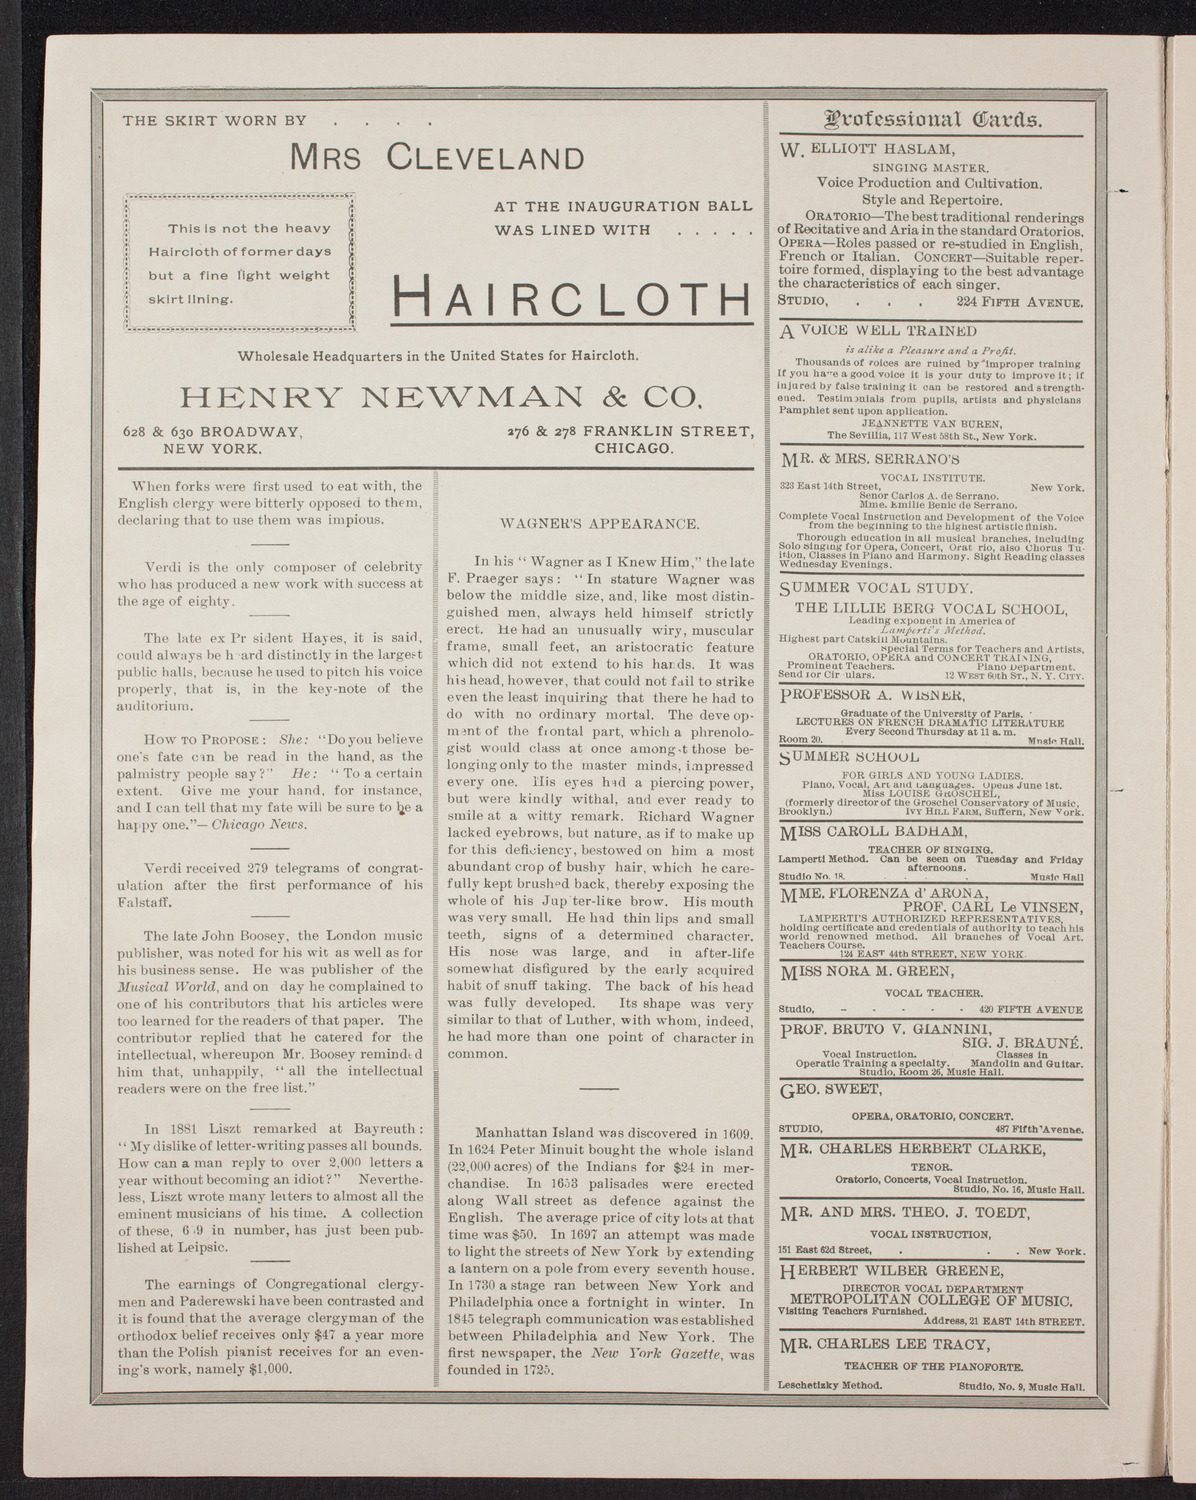 THE SKIRT WORN BY . . . .
MRS CLEVELAND
This is not the heavy
Haircloth of former days
but a fine light weight
skirt lining.
AT THE INAUGURATION BALL
WAS LINED WITH . . . . .
HAIRCLOTH
Wholesale Headquarters in the United States for Haircloth.
HENRY NEWMAN & CO.
628 & 630 BROADWAY,
NEW YORK.
276 & 278 FRANKLIN STREET,
CHICAGO.
When forks were first used to eat with, the
English clergy were bitterly opposed to them,
declaring that to use them was impious.
Verdi is the only composer of celebrity
who has produced a new work with success at
the age of eighty.
The late ex Pr sident Hayes, it is said,
could always be h ard distinctly in the largest
public halls, because he used to pitch his voice
properly, that is, in the key-note of the
auditorium.
HOW TO PROPOSE: She: "Do you believe
one's fate can be read in the hand, as the
palmistry people say?" He: "To a certain
extent. Give me your hand, for instance,
and I can tell that my fate will be sure to be a
happy one."—Chicago News.
Verdi received 279 telegrams of congrat-
ulation after the first performance of his
Falstaff.
The late John Boosey, the London music
publisher, was noted for his wit as well as for
his business sense. He was publisher of the
Musical World, and on day he complained to
one of his contributors that his articles were
too learned for the readers of that paper. The
contributor replied that he catered for the
intellectual, whereupon Mr. Boosey reminded
him that, unhappily, "all the intellectual
readers were on the free list."
In 1881 Liszt remarked at Bayreuth:
"My dislike of letter-writing passes all bounds.
How can a man reply to over 2,000 letters a
year without becoming an idiot?" Neverthe-
less, Liszt wrote many letters to almost all the
eminent musicians of his time. A collection
of these, 6 9 in number, has just been pub-
lished at Leipsic.
The earnings of Congregational clergy-
men and Paderewski have been contrasted and
it is found that the average clergyman of the
orthodox belief receives only $47 a year more
than the Polish pianist receives for an even-
ing's work, namely $1,000.
WAGNER'S APPEARANCE.
In his "Wagner as I Knew Him," the late
F. Praeger says: "In stature Wagner was
below the middle size, and, like most distin-
guished men, always held himself strictly
erect. He had an unusually wiry, muscular
frame, small feet, an aristocratic feature
which did not extend to his hands. It was
his head, however, that could not fail to strike
even the least inquiring that there he had to
do with no ordinary mortal. The deve op-
ment of the frontal part, which a phrenolo-
gist would class at once amongst those be-
longing only to the master minds, impressed
every one. His eyes had a piercing power,
but were kindly withal, and ever ready to
smile at a witty remark. Richard Wagner
lacked eyebrows, but nature, as if to make up
for this deficiency, bestowed on him a most
abundant crop of bushy hair, which he care-
fully kept brushed back, thereby exposing the
whole of his Jup ter-like brow. His mouth
was very small. He had thin lips and small
teeth, signs of a determined character.
His nose was large, and in after-life
somewhat disfigured by the early acquired
habit of snuff taking. The back of his head
was fully developed. Its shape was very
similar to that of Luther, with whom, indeed,
he had more than one point of character in
common.
Manhattan Island was discovered in 1609.
In 1624 Peter Minuit bought the whole island
(22,000 acres) of the Indians for $24 in mer-
chandise. In 1653 palisades were erected
along Wall street as defence against the
English. The average price of city lots at that
time was $50. In 1697 an attempt was made
to light the streets of New York by extending
a lantern on a pole from every seventh house.
In 1730 a stage ran between New York and
Philadelphia once a fortnight in winter. In
1845 telegraph communication was established
between Philadelphia and New York. The
first newspaper, the New York Gazette, was
founded in 1725.
Professional Cards.
W. ELLIOTT HASLAM,
SINGING MASTER.
Voice Production and Cultivation.
Style and Repertoire.
ORATORIO—The best traditional renderings
of Recitative and Aria in the standard Oratorios.
OPERA—Roles passed or re-studied in English,
French or Italian. CONCERT—Suitable reper-
toire formed, displaying to the best advantage
the characteristics of each singer.
STUDIO, . . . 224 FIFTH AVENUE.
A VOICE WELL TRAINED
is alike a Pleasure and a Profit.
Thousands of voices are ruined by improper training
If you have a good voice it is your duty to improve it; if
injured by false training it can be restored and strength-
ened. Testimonials from pupils, artists and physicians
Pamphlet sent upon application.
JEANNETTE VAN BUREN,
The Sevillia, 117 West 58th St., New York.
MR. & MRS. SERRANO'S
VOCAL INSTITUTE.
323 East 14th Street, New York.
Senor Carlos A. de Serrano.
Mme. Emilie Benic de Serrano.
Complete Vocal Instruction and Development of the Voice
from the beginning to the highest artistic finish.
Thorough education in all musical branches, including
Solo Singing for Opera, Concert, Orat rio, also Chorus Tu-
ition, Classes in Piano and Harmony. Sight Reading classes
Wednesday Evenings.
SUMMER VOCAL STUDY.
THE LILLIE BERG VOCAL SCHOOL,
Leading exponent in America of
Lamperti's Method.
Highest part Catskill Mountains.
Special Terms for Teachers and Artists,
ORATORIO, OPERA and CONCERT TRAINING,
Prominent Teachers. Piano Department.
Send for Cir ulars. 12 WEST 60th ST., N. Y. CITY.
PROFESSOR A. WISNER,
Graduate of the University of Paris.
LECTURES ON FRENCH DRAMATIC LITERATURE
Every Second Thursday at 11 a. m.
Room 20. Music Hall.
SUMMER SCHOOL
FOR GIRLS AND YOUNG LADIES.
Piano, Vocal, Art and Languages. Opens June 1st.
Miss LOUISE GROSCHEL,
(formerly director of the Groschel Conservatory of Music,
Brooklyn.) IVY HILL FARM, Suffern, New York.
MISS CAROLL BADHAM,
TEACHER OF SINGING.
Lamperti Method. Can be seen on Tuesday and Friday
afternoons.
Studio No. 18. . . . Music Hall
MME. FLORENZA d'ARONA,
PROF. CARL Le VINSEN,
LAMPERTI'S AUTHORIZED REPRESENTATIVES,
holding certificate and credentials of authority to teach his
world renowned method. All branches of Vocal Art.
Teachers Course.
124 EAST 44th STREET, NEW YORK.
MISS NORA M. GREEN,
VOCAL TEACHER.
Studio, - - - - - 420 FIFTH AVENUE
PROF. BRUTO V. GIANNINI,
SIG. J. BRAUNÉ.
Vocal Instruction. Classes in
Operatic Training a specialty. Mandolin and Guitar.
Studio, Room 26, Music Hall.
GEO. SWEET,
OPERA, ORATORIO, CONCERT.
STUDIO, 487 Fifth Avenue.
MR. CHARLES HERBERT CLARKE,
TENOR.
Oratorio, Concerts, Vocal Instruction.
Studio, No. 16, Music Hall.
MR. AND MRS. THEO. J. TOEDT,
VOCAL INSTRUCTION,
151 East 62d Street, . . . New York.
HERBERT WILBER GREENE,
DIRECTOR VOCAL DEPARTMENT
METROPOLITAN COLLEGE OF MUSIC.
Visiting Teachers Furnished.
Address, 21 EAST 14th STREET.
MR. CHARLES LEE TRACY,
TEACHER OF THE PIANOFORTE.
Leschetizky Method. Studio, No. 9, Music Hall.